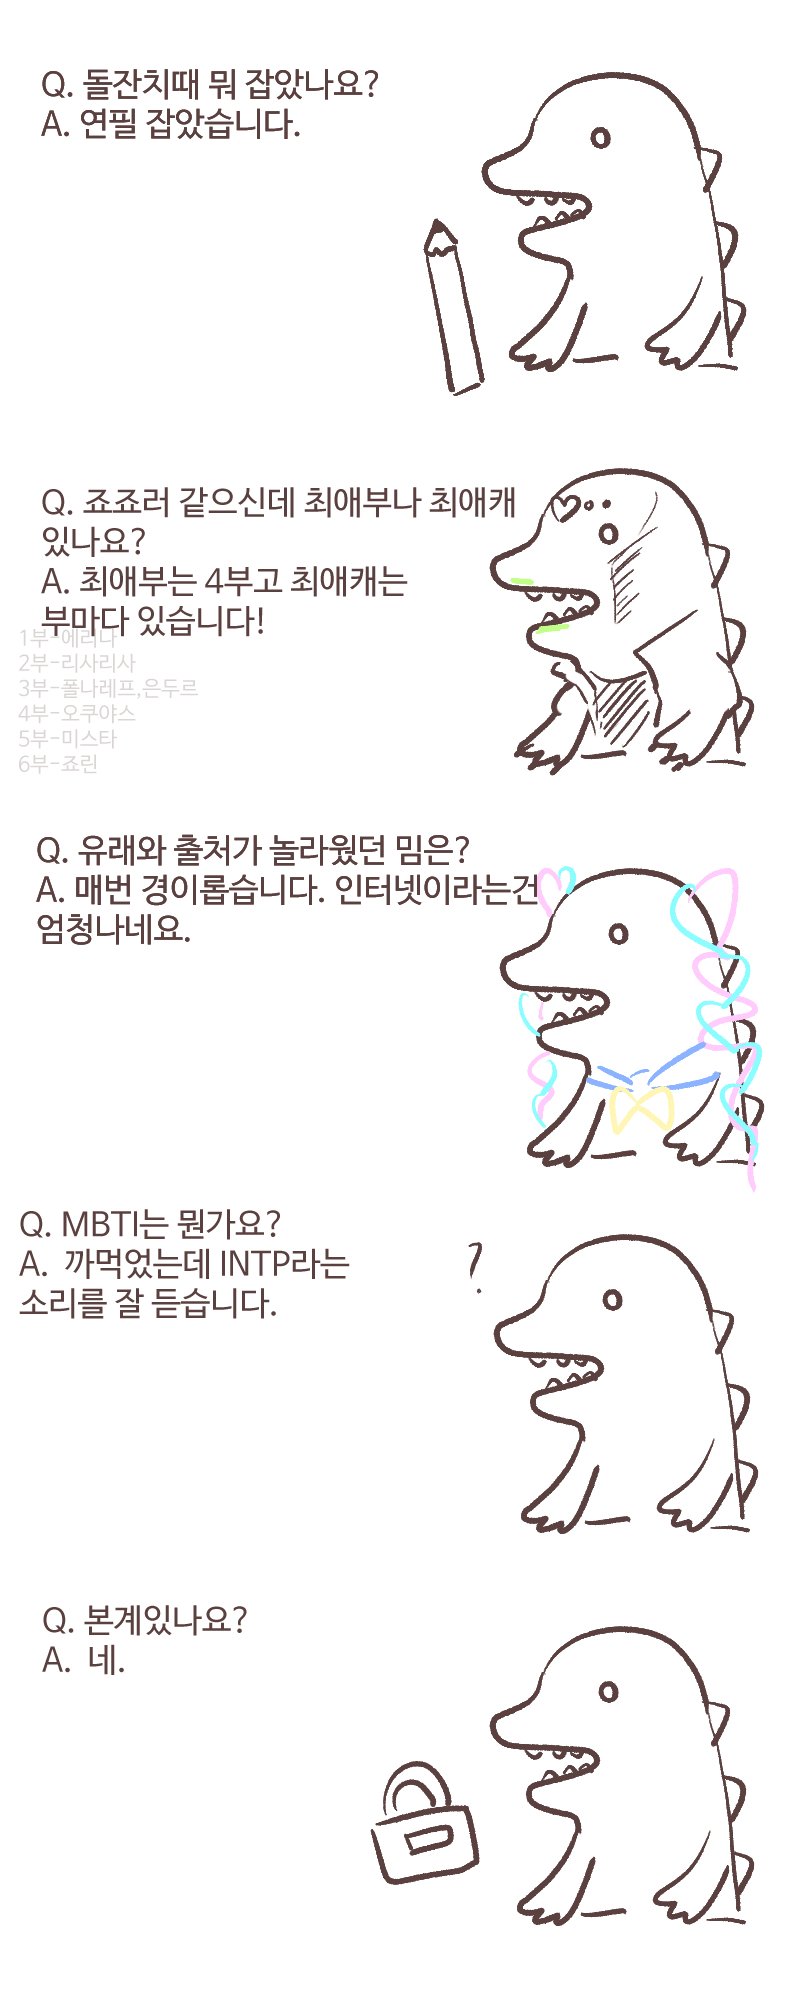 Q. 돌잔치때 뭐 잡았나요?
A. 연필 잡았습니다.
Q. 죠죠러 같으신데 최애부나 최애캐
있나요?
A. 최애부는 4부고 최애캐는
부마다 있습니다!
1부-에리나
2부-리사리사
3부-폴나레프,은두르
4부-오쿠야스
5부-미스타
6부-죠린
Q. 유래와 출처가 놀라웠던 밈은?
A. 매번 경이롭습니다. 인터넷이라는건
엄청나네요.
Q. MBTI는 뭔가요?
A. 까먹었는데 INTP라는
소리를 잘 듣습니다.
?
Q. 본계있나요?
A. 네.